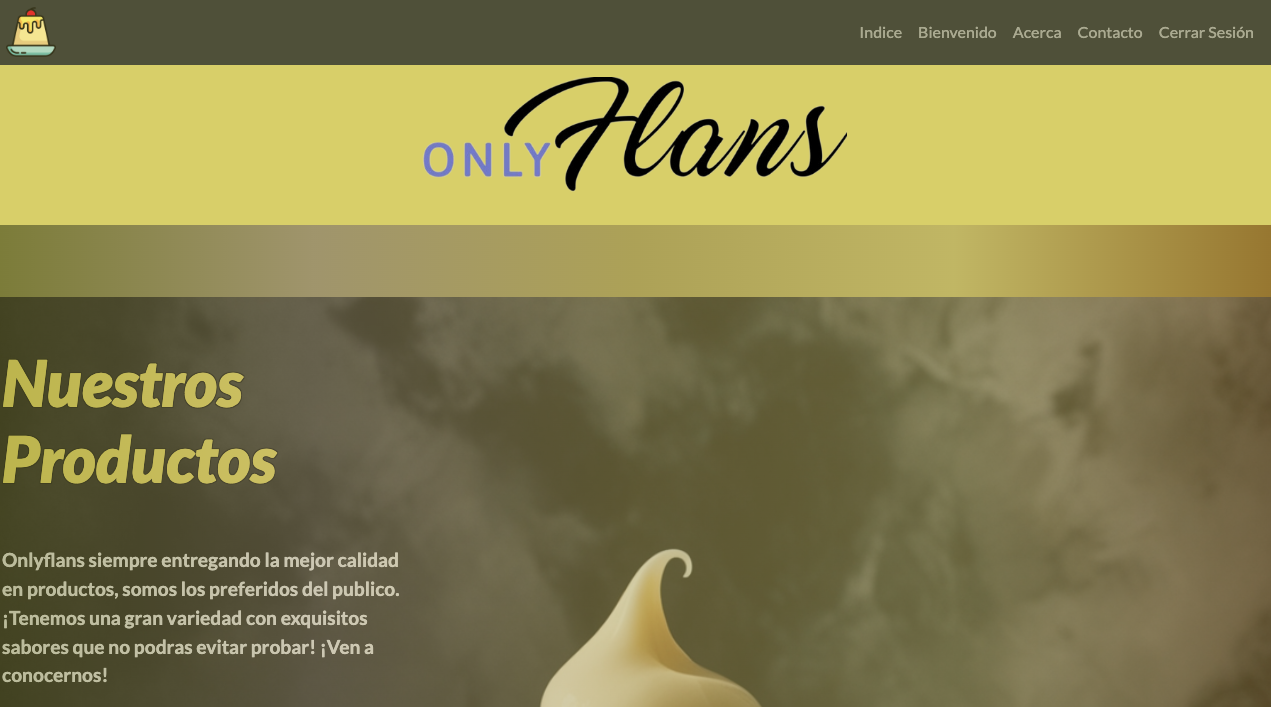 Indice Bienvenido Acerca Contacto Cerrar Sesión
ONLY Flans
Nuestros
Productos
Onlyflans siempre entregando la mejor calidad
en productos, somos los preferidos del publico.
¡Tenemos una gran variedad con exquisitos
sabores que no podras evitar probar! ¡Ven a
conocernos!